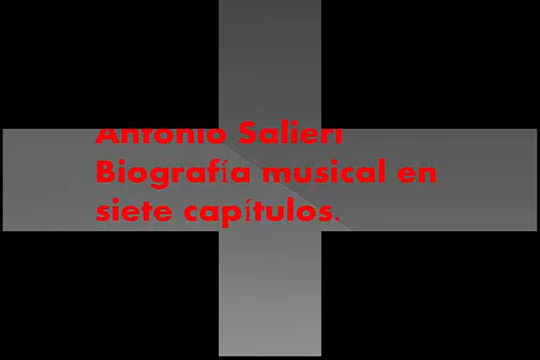 Antonio Salieri
Biografía musical en
siete capítulos.